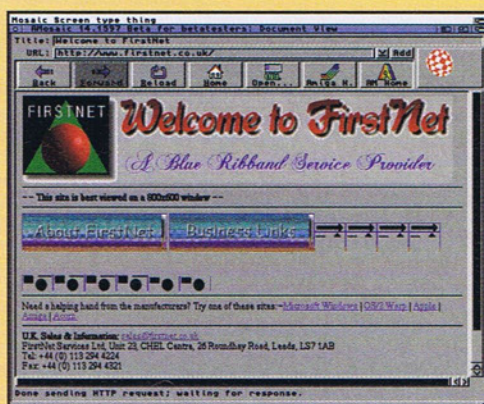 Mosaic Screen type thing
AMosaic 14.1597 Beta for betatesters: Document View
Title: Welcome to FirstNet
URL: http://www.firstnet.co.uk/ Add
Back Forward Reload Home Open... Amiga H. AM Home
FIRSTNET
Welcome to FirstNet
A Blue Ribband Service Provider
-- This site is best viewed on a 800x600 window --
About FirstNet Business Links
Need a helping hand from the manufacturers? Try one of these sites:-Microsoft Windows | OS/2 Warp | Apple |
Amiga | Acorn
U.K. Sales & Information: sales@firstnet.co.uk
FirstNet Services Ltd, Unit 23, CHEL Centre, 26 Roundhay Road, Leeds, LS7 1AB
Tel: +44 (0) 113 294 4224
Fax: +44 (0) 113 294 4321
Done sending HTTP request; waiting for response.